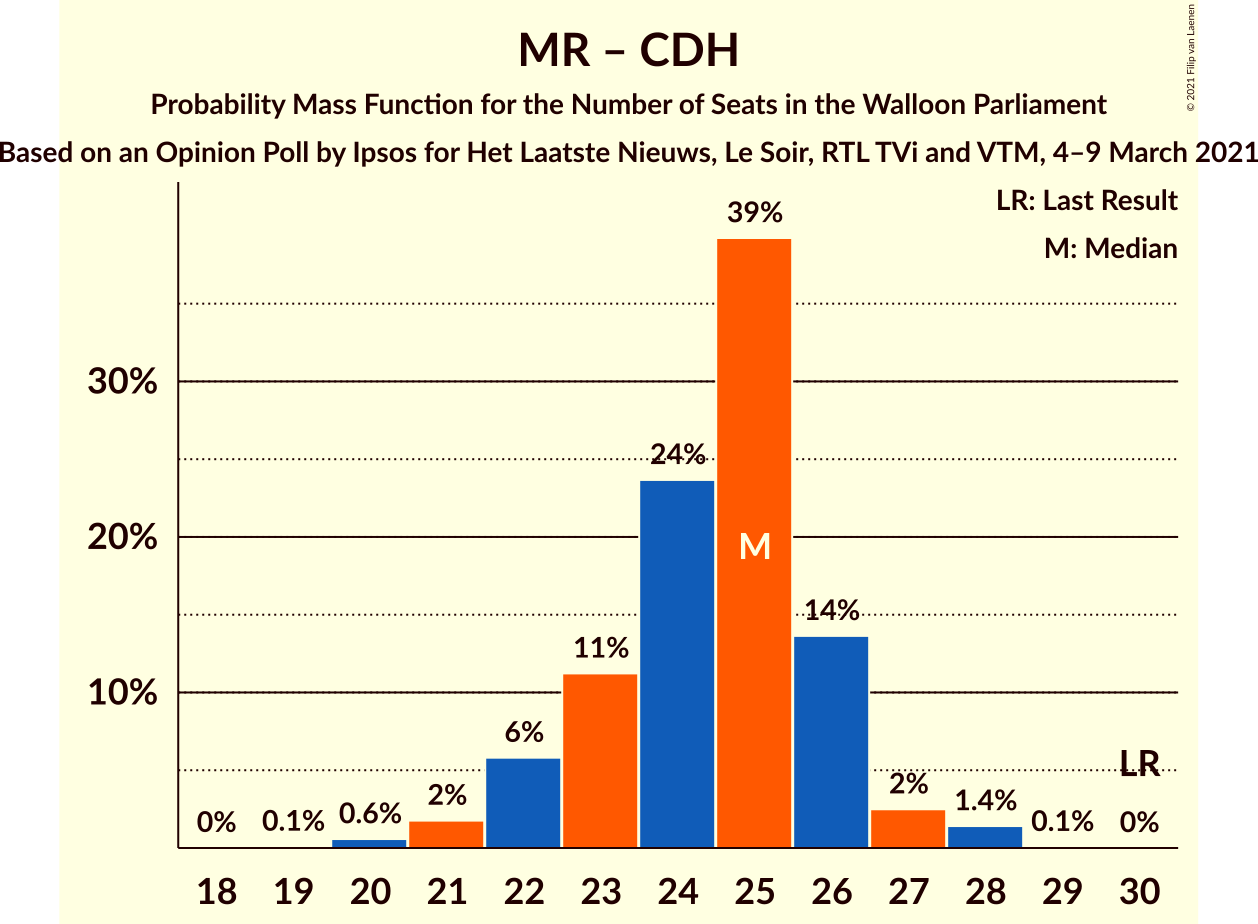 MR – CDH
Probability Mass Function for the Number of Seats in the Walloon Parliament
Based on an Opinion Poll by Ipsos for Het Laatste Nieuws, Le Soir, RTL TVi and VTM, 4–9 March 2021
© 2021 Filip van Laenen
LR: Last Result
M: Median
39%
30%
24%
20%
M
14%
11%
10%
6%
LR
2%
2%
1.4%
0.6%
0%
0.1%
0.1%
0%
18 19 20 21 22 23 24 25 26 27 28 29 30